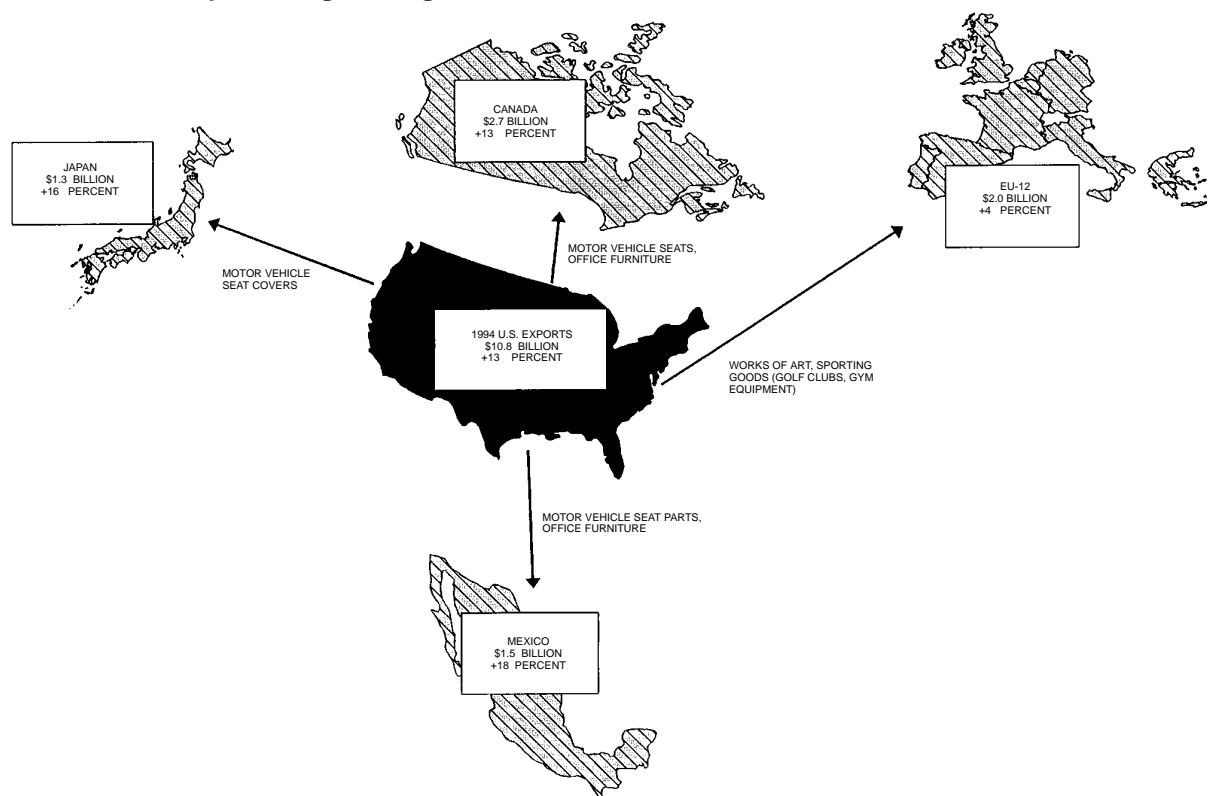 CANADA
$2.7 BILLION
+13 PERCENT
JAPAN
$1.3 BILLION
+16 PERCENT
EU-12
$2.0 BILLION
+4 PERCENT
MOTOR VEHICLE SEATS,
OFFICE FURNITURE
MOTOR VEHICLE
SEAT COVERS
1994 U.S. EXPORTS
$10.8 BILLION
+13 PERCENT
WORKS OF ART, SPORTING
GOODS (GOLF CLUBS, GYM
EQUIPMENT)
MOTOR VEHICLE SEAT PARTS,
OFFICE FURNITURE
MEXICO
$1.5 BILLION
+18 PERCENT